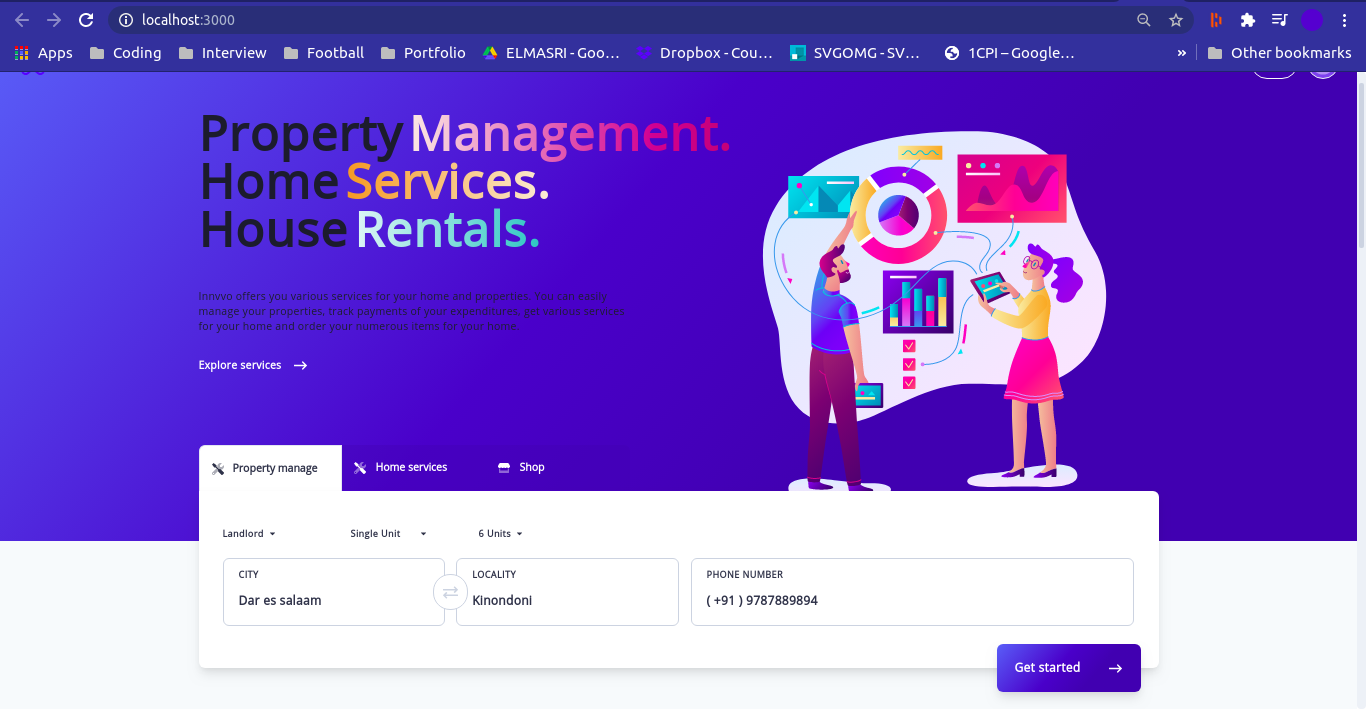 localhost:3000
Apps Coding Interview Football Portfolio ELMASRI - Goo… Dropbox - Cou… SVGOMG - SV… 1CPI – Google… » Other bookmarks
Property Management.
Home Services.
House Rentals.
Innvvo offers you various services for your home and properties. You can easily
manage your properties, track payments of your expenditures, get various services
for your home and order your numerous items for your home.
Explore services
Property manage Home services Shop
Landlord Single Unit 6 Units
CITY LOCALITY PHONE NUMBER
Dar es salaam Kinondoni ( +91 ) 9787889894
Get started